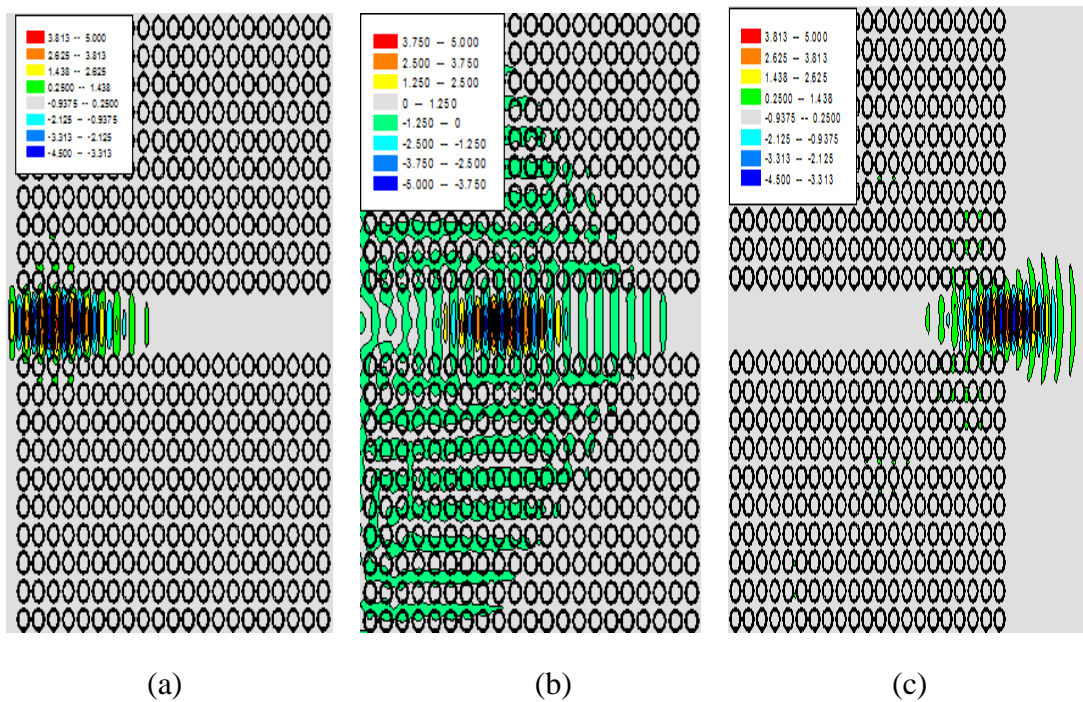 3.813 -- 5.000
2.625 -- 3.813
1.438 -- 2.625
0.2500 -- 1.438
-0.9375 -- 0.2500
-2.125 -- -0.9375
-3.313 -- -2.125
-4.500 -- -3.313
3.750 -- 5.000
2.500 -- 3.750
1.250 -- 2.500
0 -- 1.250
-1.250 -- 0
-2.500 -- -1.250
-3.750 -- -2.500
-5.000 -- -3.750
3.813 -- 5.000
2.625 -- 3.813
1.438 -- 2.625
0.2500 -- 1.438
-0.9375 -- 0.2500
-2.125 -- -0.9375
-3.313 -- -2.125
-4.500 -- -3.313
(a)
(b)
(c)